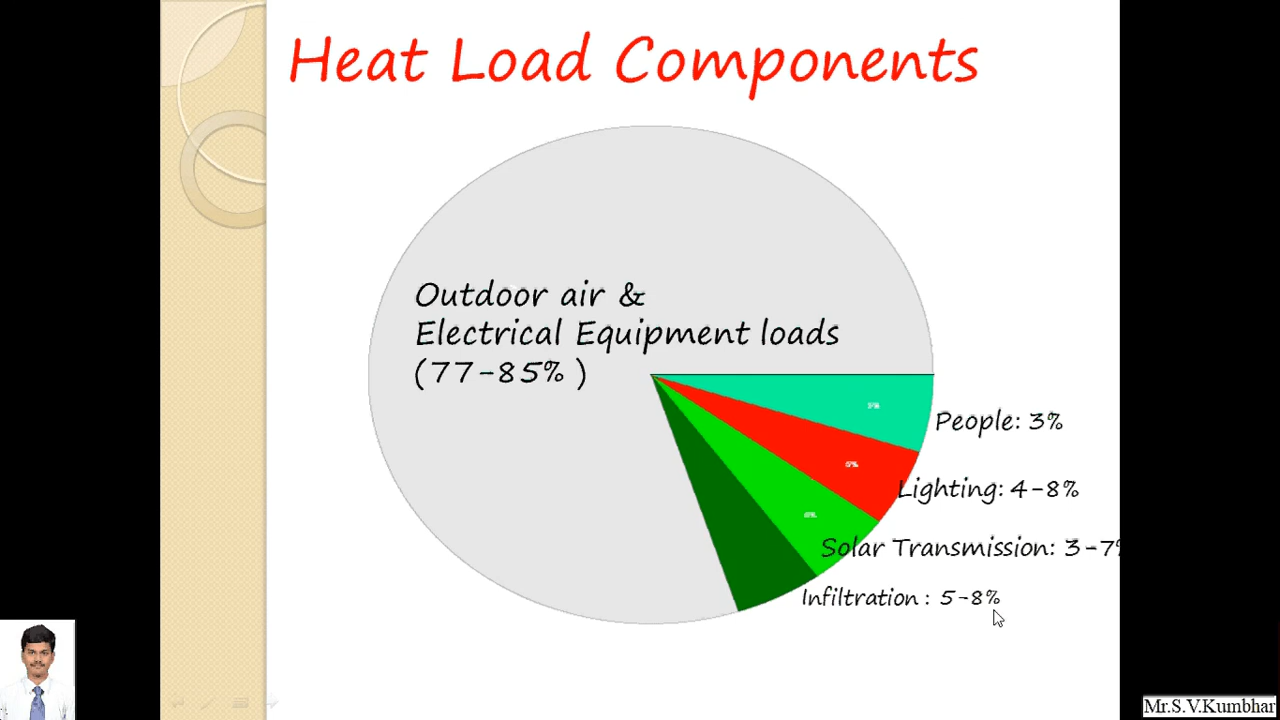 Heat Load Components
Outdoor air &
Electrical Equipment loads
(77-85% )
People: 3%
Lighting: 4-8%
Solar Transmission: 3-7%
Infiltration : 5-8%
Mr.S.V.Kumbhar